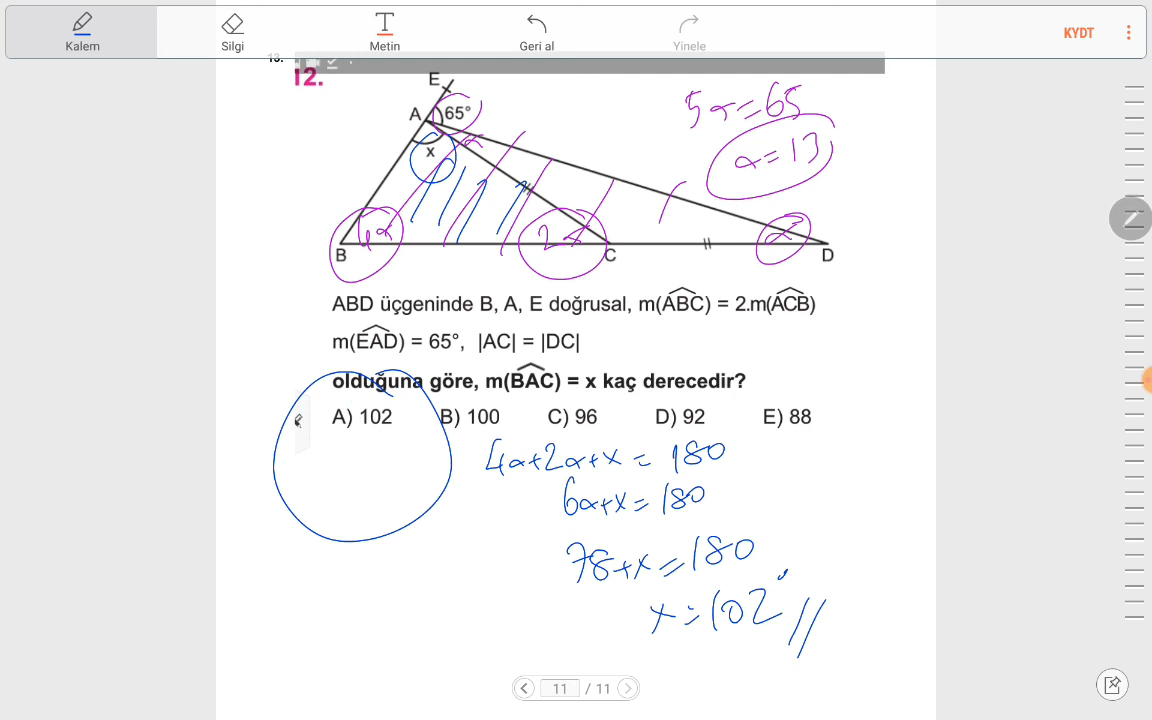 Kalem
Silgi
Metin
Geri al
Yinele
KYDT
13.
12.
E
A
65°
x
α
4α
2α
α
B
C
D
5α=65
α=13
ABD üçgeninde B, A, E doğrusal, m(ABC) = 2.m(ACB)
m(EAD) = 65°, |AC| = |DC|
olduğuna göre, m(BAC) = x kaç derecedir?
A) 102 B) 100 C) 96 D) 92 E) 88
4α+2α+x = 180
6α+x=180
78+x=180
x=102°//
11 / 11